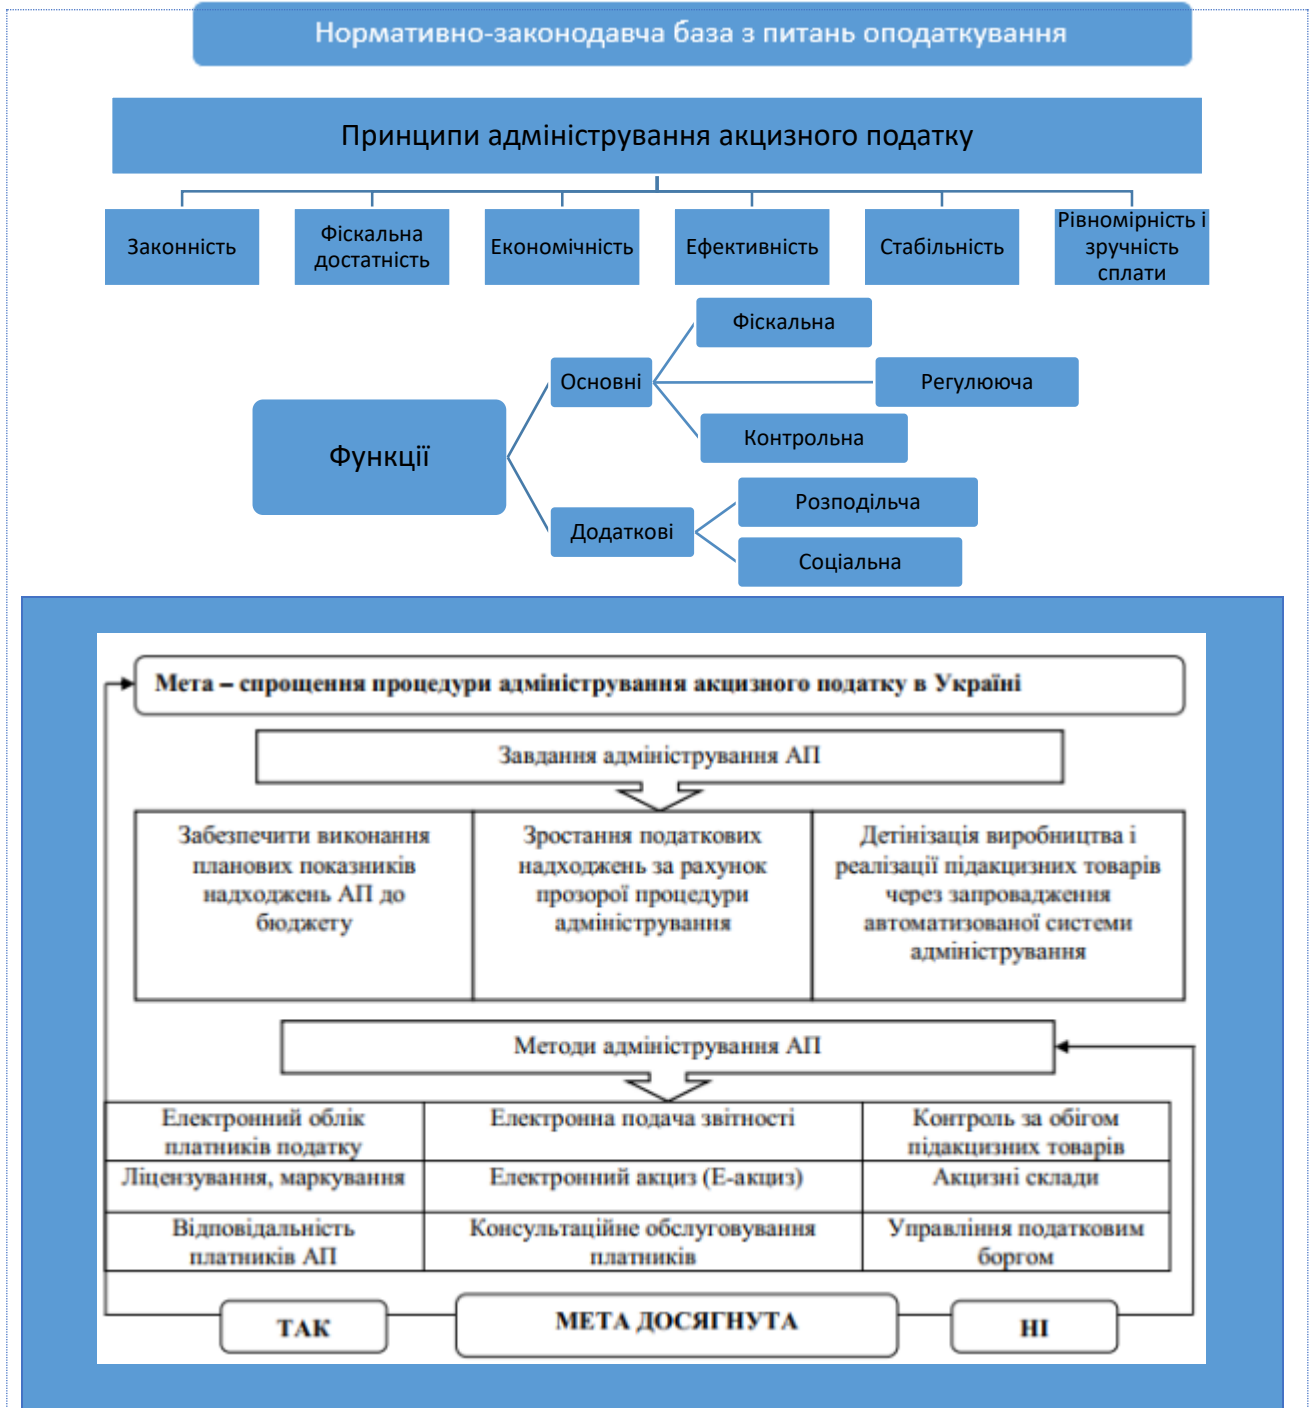 Нормативно-законодавча база з питань оподаткування
Принципи адміністрування акцизного податку
Законність
Фіскальна
достатність
Економічність
Ефективність
Стабільність
Рівномірність і
зручність
сплати
Функції
Основні
Фіскальна
Регулююча
Контрольна
Додаткові
Розподільча
Соціальна
Мета – спрощення процедури адміністрування акцизного податку в Україні
Завдання адміністрування АП
Забезпечити виконання
планових показників
надходжень АП до
бюджету
Зростання податкових
надходжень за рахунок
прозорої процедури
адміністрування
Детінізація виробництва і
реалізації підакцизних товарів
через запровадження
автоматизованої системи
адміністрування
Методи адміністрування АП
Електронний облік
платників податку
Електронна подача звітності
Контроль за обігом
підакцизних товарів
Ліцензування, маркування
Електронний акциз (Е-акциз)
Акцизні склади
Відповідальність
платників АП
Консультаційне обслуговування
платників
Управління податковим
боргом
ТАК
МЕТА ДОСЯГНУТА
НІ